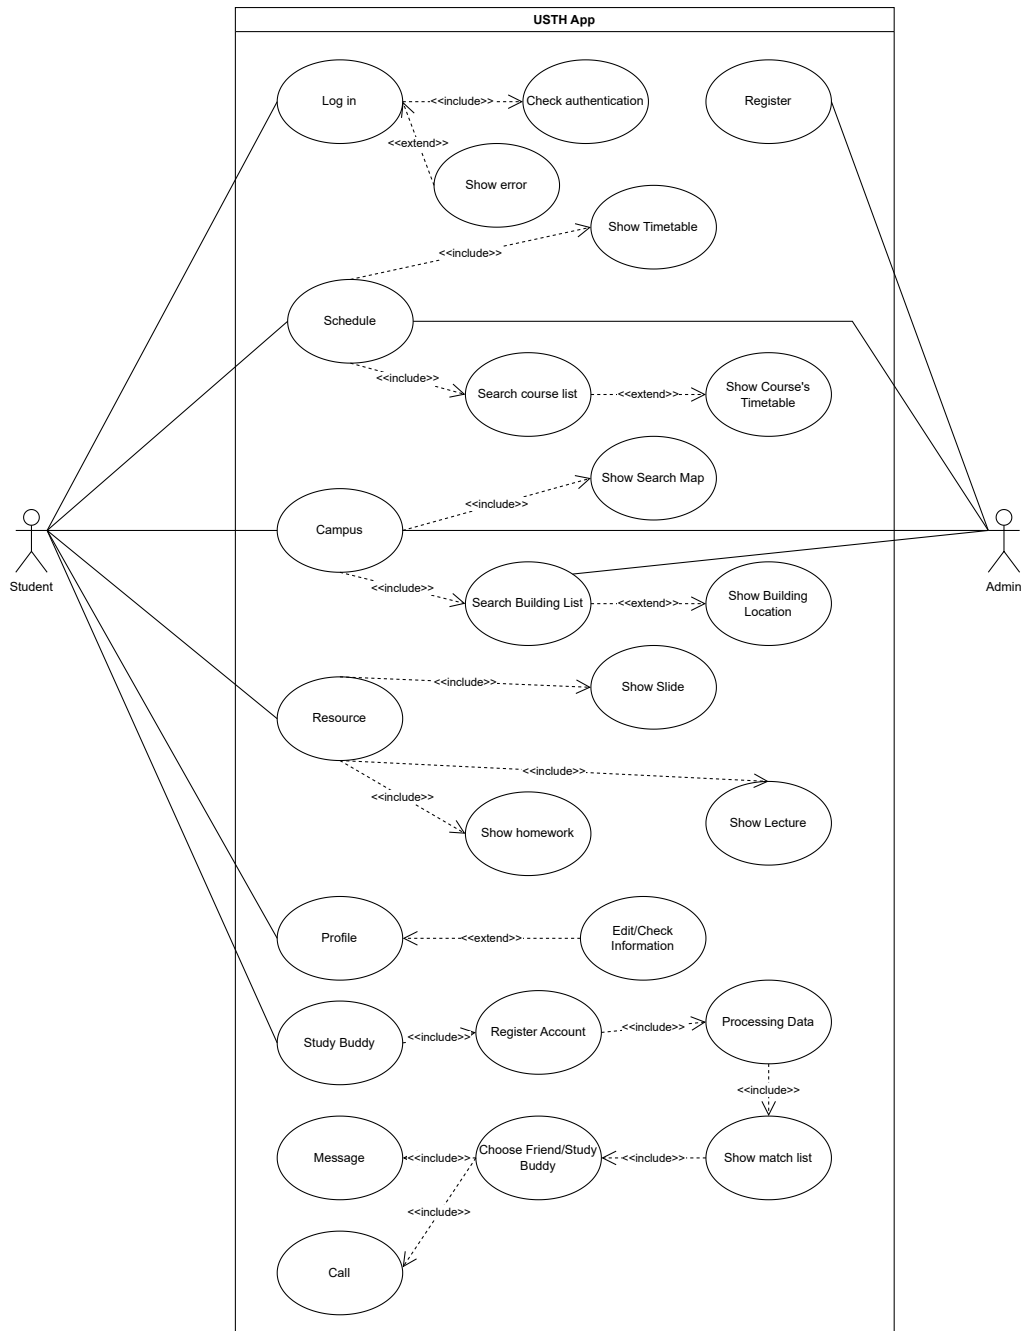 USTH App
Log in
<<include>>
Check authentication
Register
<<extend>>
Show error
Show Timetable
<<include>>
Schedule
<<include>>
Search course list
<<extend>>
Show Course's
Timetable
Show Search Map
<<include>>
Campus
Student
Admin
<<include>>
Search Building List
<<extend>>
Show Building
Location
<<include>>
Show Slide
Resource
<<include>>
<<include>>
Show homework
Show Lecture
Profile
<<extend>>
Edit/Check
Information
Study Buddy
<<include>>
Register Account
<<include>>
Processing Data
<<include>>
Message
<<include>>
Choose Friend/Study
Buddy
<<include>>
Show match list
<<include>>
Call